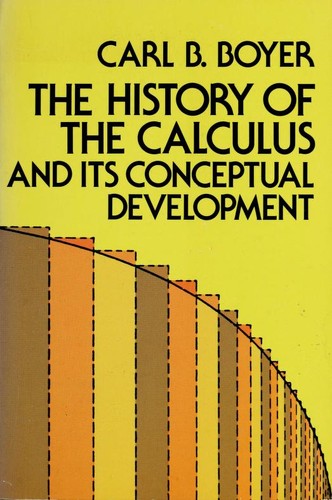 CARL B. BOYER
THE HISTORY OF
THE CALCULUS
AND ITS CONCEPTUAL
DEVELOPMENT